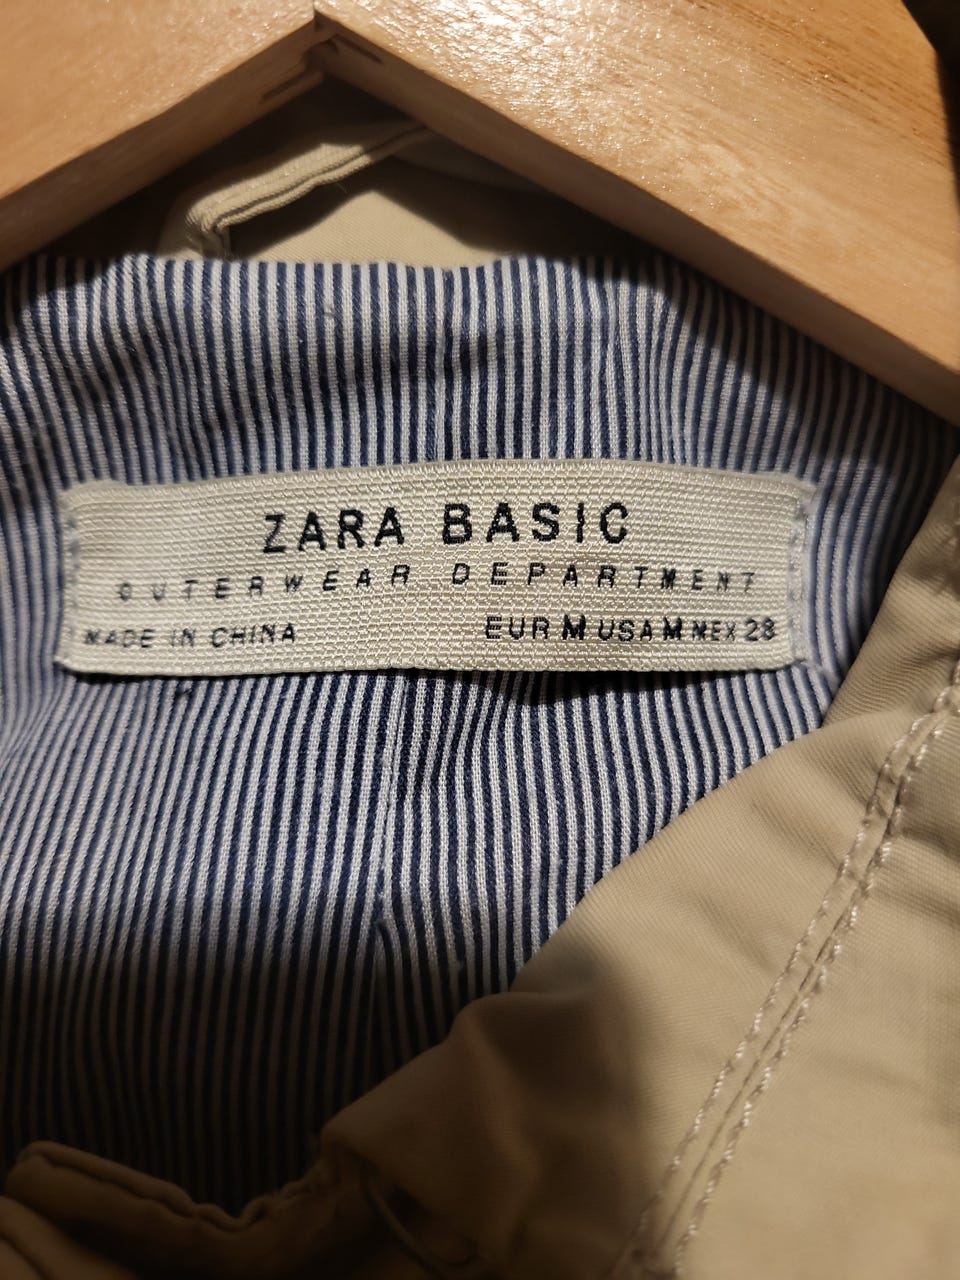 ZARA BASIC
OUTERWEAR DEPARTMENT
MADE IN CHINA EUR M USA M MEX 28